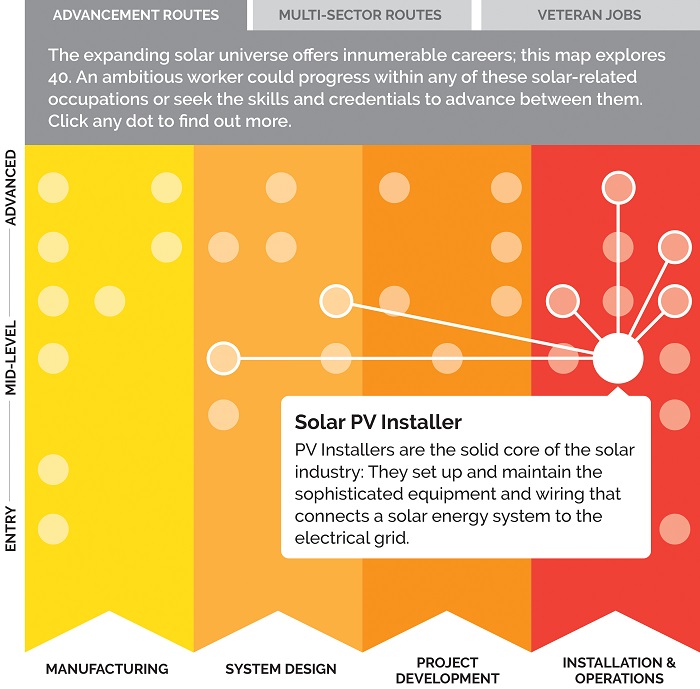 ADVANCEMENT ROUTES
MULTI-SECTOR ROUTES
VETERAN JOBS
The expanding solar universe offers innumerable careers; this map explores
40. An ambitious worker could progress within any of these solar-related
occupations or seek the skills and credentials to advance between them.
Click any dot to find out more.
ADVANCED
MID-LEVEL
ENTRY
Solar PV Installer
PV Installers are the solid core of the solar
industry: They set up and maintain the
sophisticated equipment and wiring that
connects a solar energy system to the
electrical grid.
MANUFACTURING
SYSTEM DESIGN
PROJECT
DEVELOPMENT
INSTALLATION &
OPERATIONS